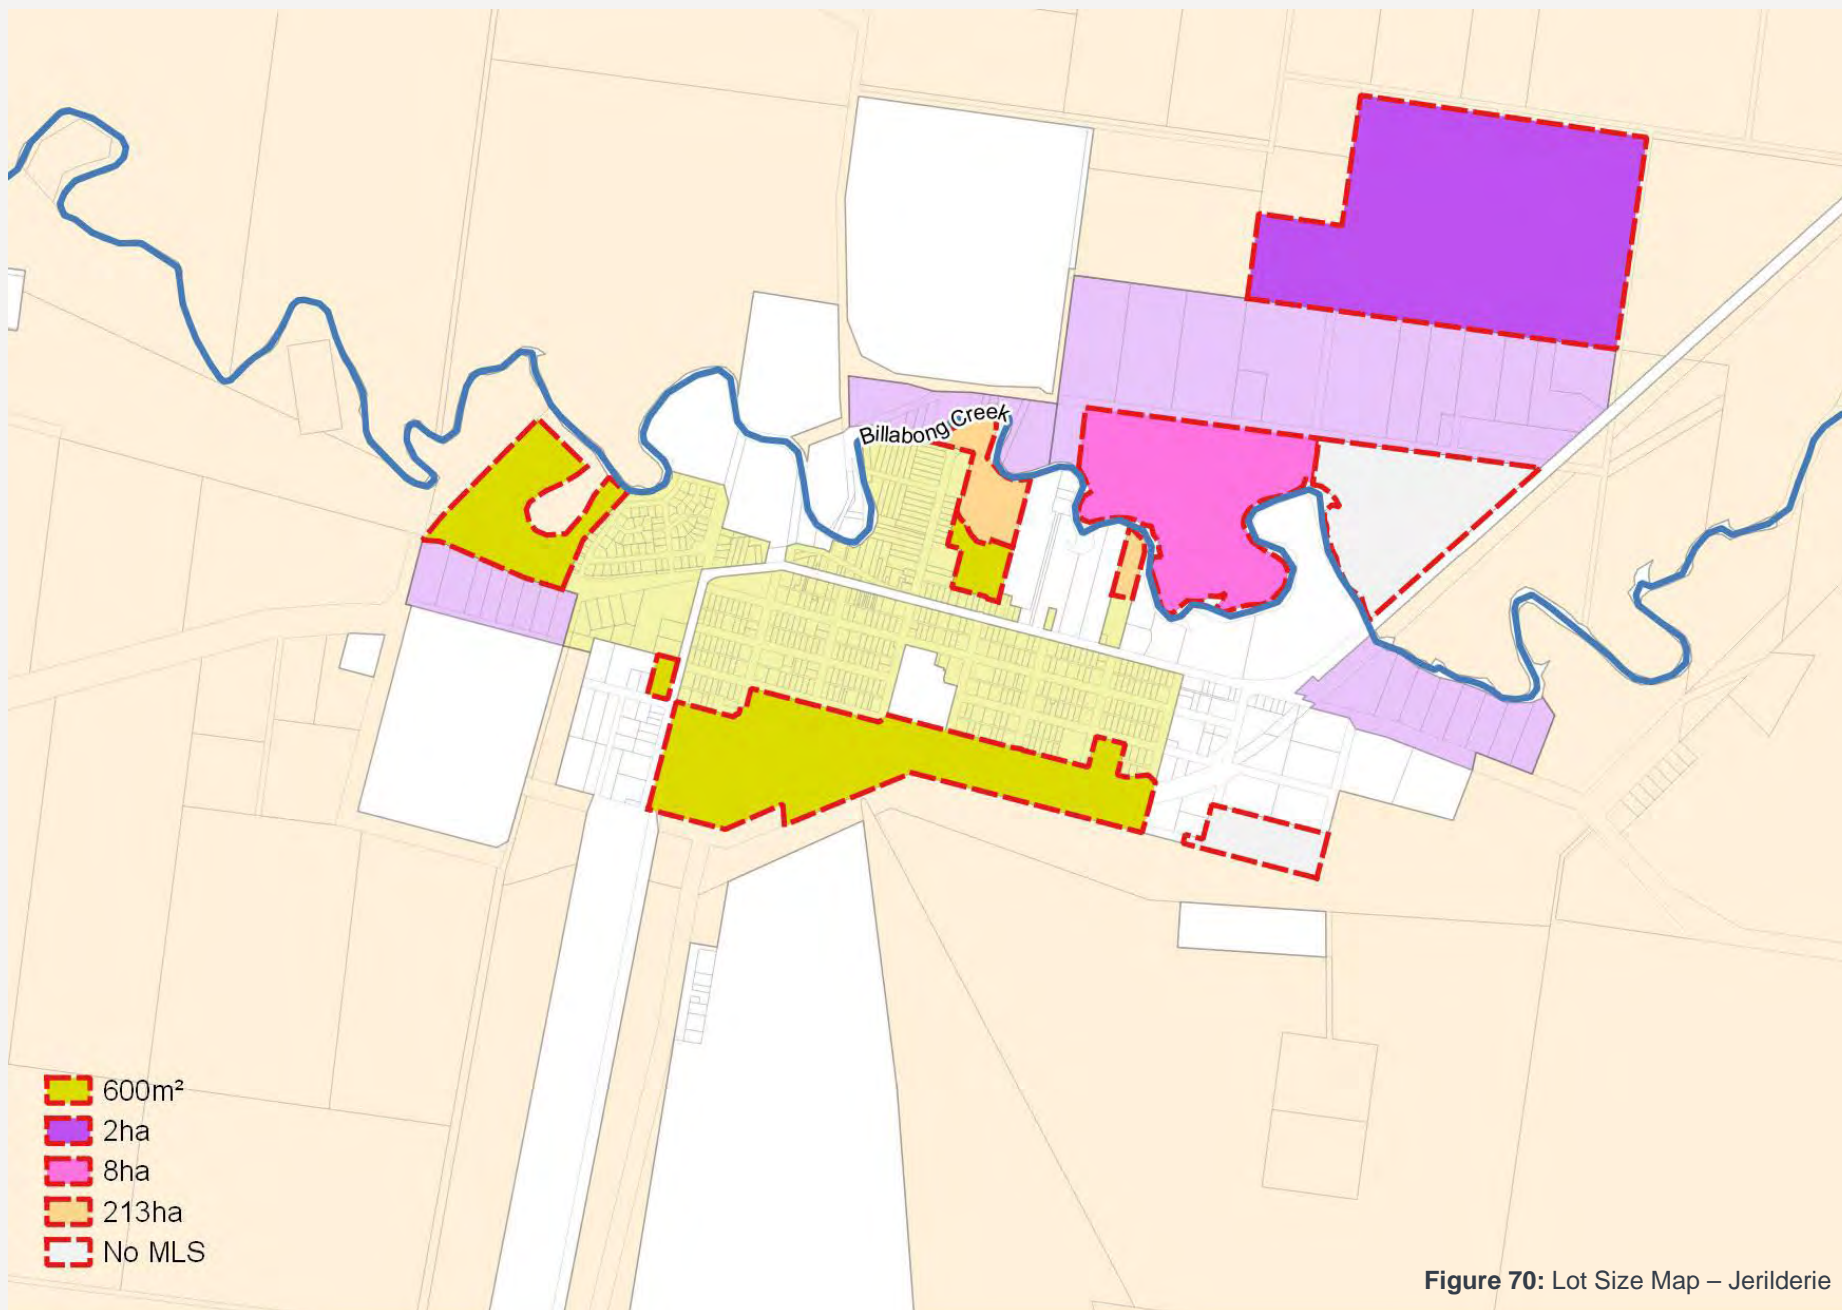 Billabong Creek
600m²
2ha
8ha
213ha
No MLS
Figure 70: Lot Size Map – Jerilderie